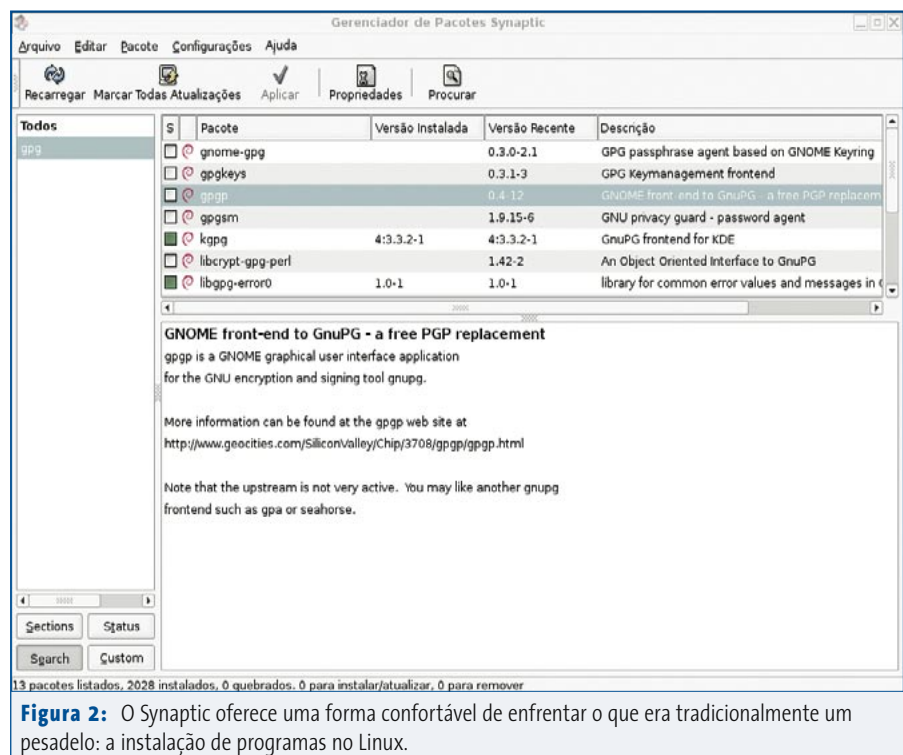 Gerenciador de Pacotes Synaptic
Arquivo Editar Pacote Configurações Ajuda
Recarregar Marcar Todas Atualizações Aplicar Propriedades Procurar
Todos
gpg
S Pacote Versão Instalada Versão Recente Descrição
gnome-gpg 0.3.0-2.1 GPG passphrase agent based on GNOME Keyring
gpgkeys 0.3.1-3 GPG Keymanagement frontend
gpgp 0.4-12 GNOME front-end to GnuPG - a free PGP replacem
gpgsm 1.9.15-6 GNU privacy guard - password agent
kgpg 4:3.3.2-1 4:3.3.2-1 GnuPG frontend for KDE
libcrypt-gpg-perl 1.42-2 An Object Oriented Interface to GnuPG
libgpg-error0 1.0-1 1.0-1 library for common error values and messages in
GNOME front-end to GnuPG - a free PGP replacement
gpgp is a GNOME graphical user interface application
for the GNU encryption and signing tool gnupg.
More information can be found at the gpgp web site at
http://www.geocities.com/SiliconValley/Chip/3708/gpgp/gpgp.html
Note that the upstream is not very active. You may like another gnupg
frontend such as gpa or seahorse.
Sections Status
Search Custom
13 pacotes listados, 2028 instalados, 0 quebrados. 0 para instalar/atualizar, 0 para remover
Figura 2: O Synaptic oferece uma forma confortável de enfrentar o que era tradicionalmente um
pesadelo: a instalação de programas no Linux.